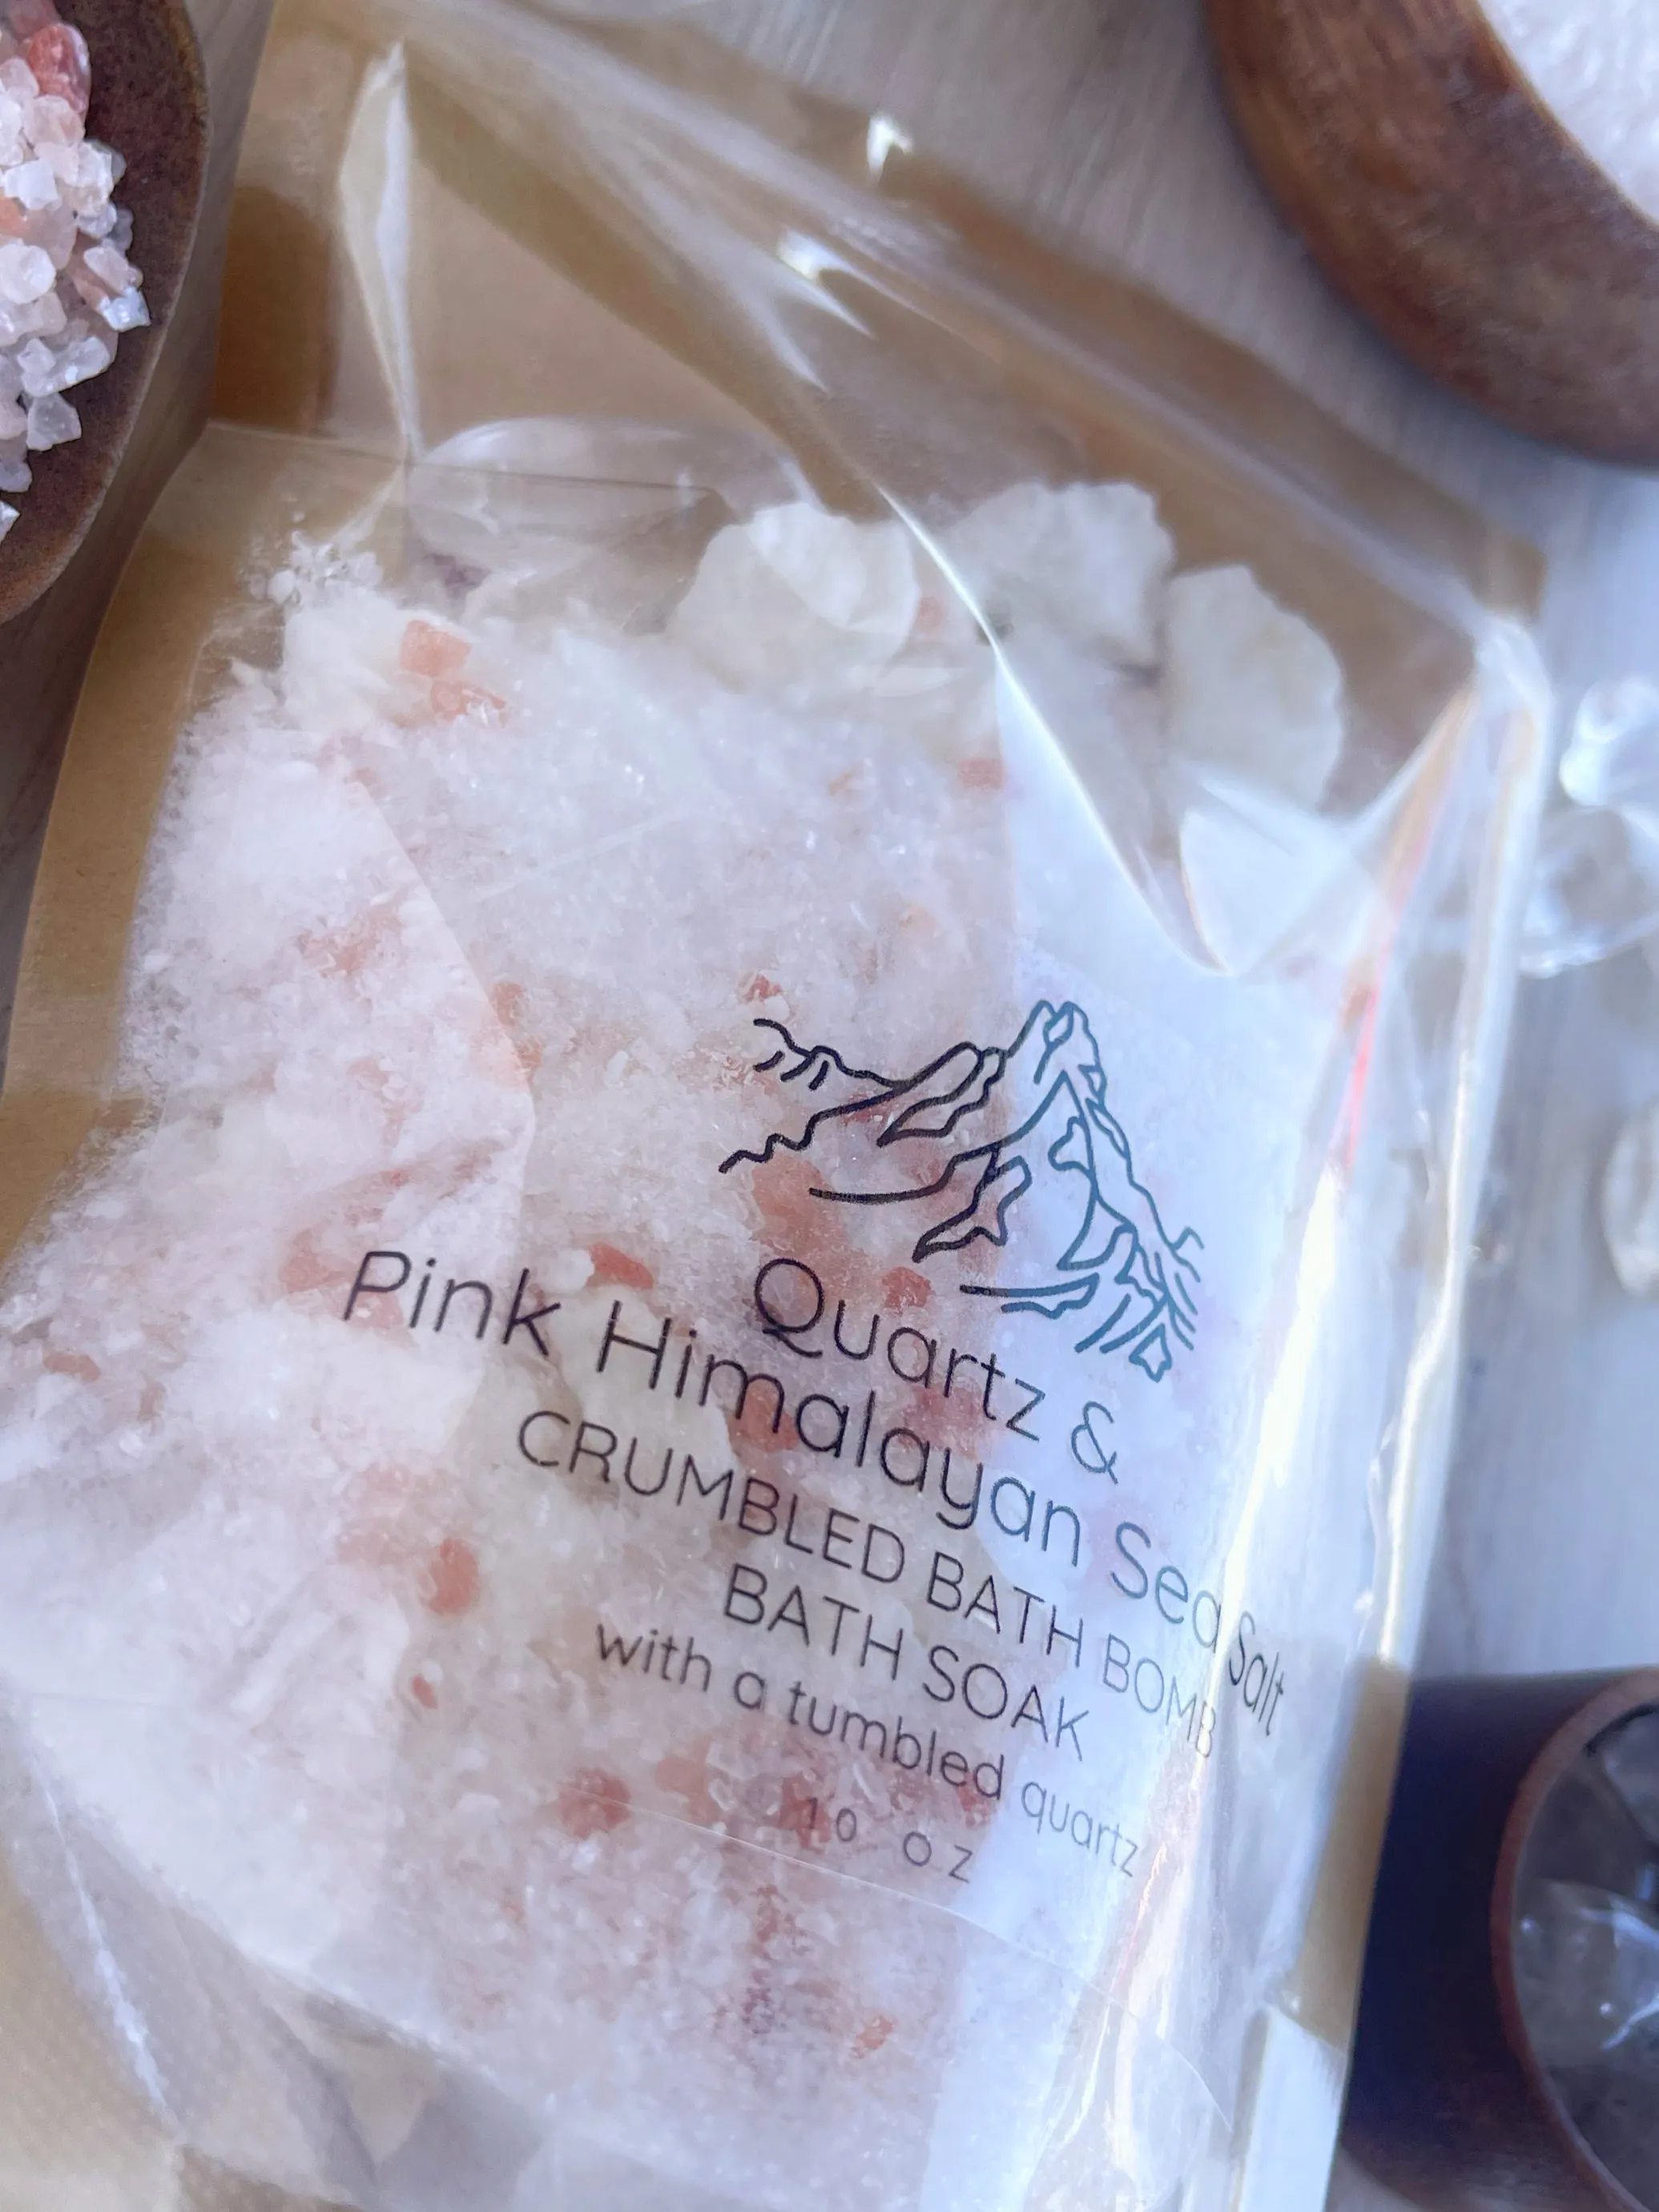 Quartz &
Pink Himalayan Sea Salt
CRUMBLED BATH BOMB
BATH SOAK
with a tumbled quartz
10 OZ